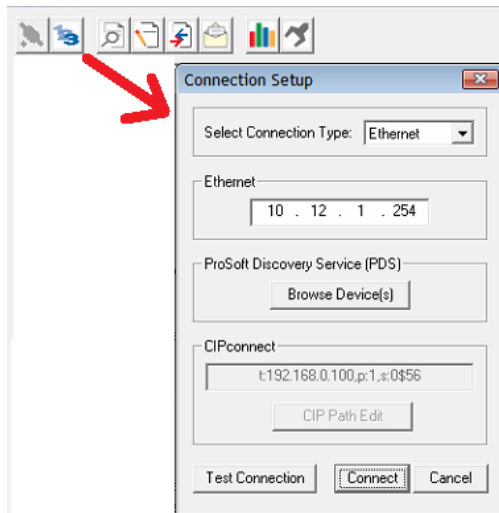 Connection Setup
Select Connection Type: Ethernet
Ethernet
10 . 12 . 1 . 254
ProSoft Discovery Service (PDS)
Browse Device(s)
CIPconnect
t:192.168.0.100,p:1,s:0$56
CIP Path Edit
Test Connection Connect Cancel